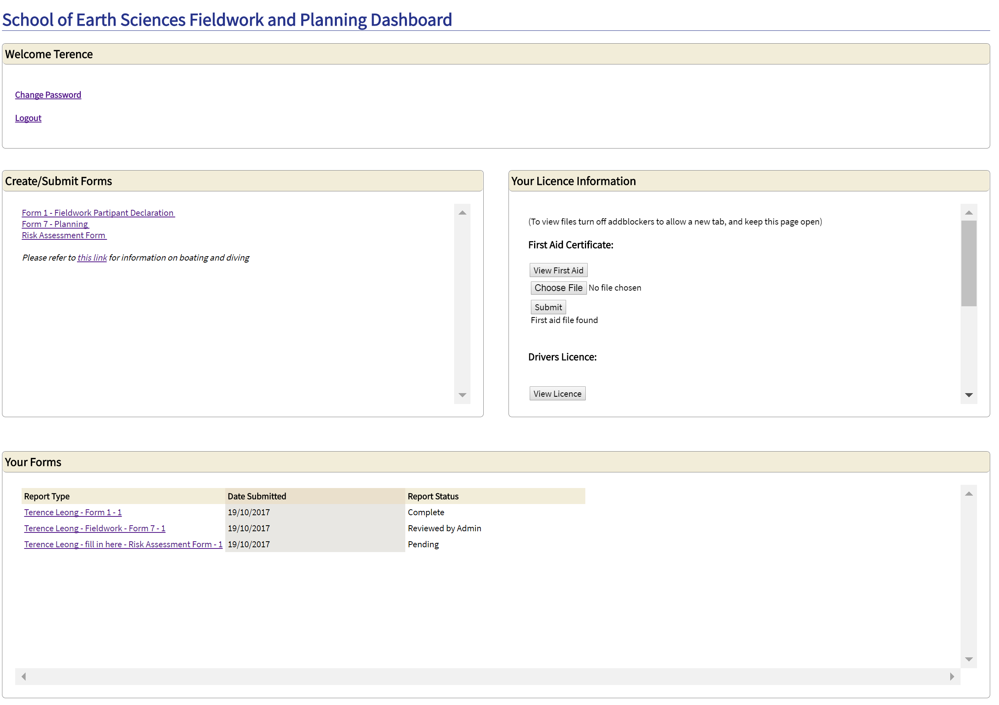 School of Earth Sciences Fieldwork and Planning Dashboard
Welcome Terence
Change Password
Logout
Create/Submit Forms
Form 1 - Fieldwork Partipant Declaration
Form 7 - Planning
Risk Assessment Form
Please refer to this link for information on boating and diving
Your Licence Information
(To view files turn off addblockers to allow a new tab, and keep this page open)
First Aid Certificate:
View First Aid
Choose File No file chosen
Submit
First aid file found
Drivers Licence:
View Licence
Your Forms
Report Type Date Submitted Report Status
Terence Leong - Form 1 - 1 19/10/2017 Complete
Terence Leong - Fieldwork - Form 7 - 1 19/10/2017 Reviewed by Admin
Terence Leong - fill in here - Risk Assessment Form - 1 19/10/2017 Pending